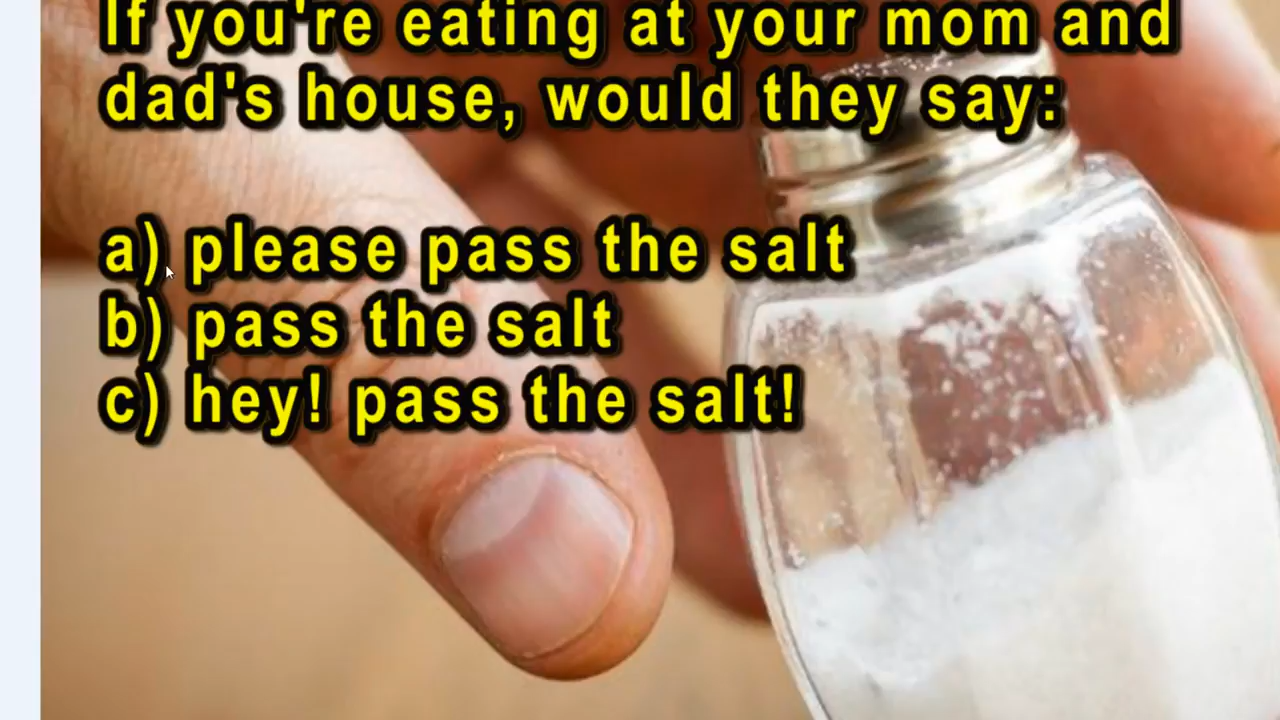 If you're eating at your mom and
dad's house, would they say:
a) please pass the salt
b) pass the salt
c) hey! pass the salt!